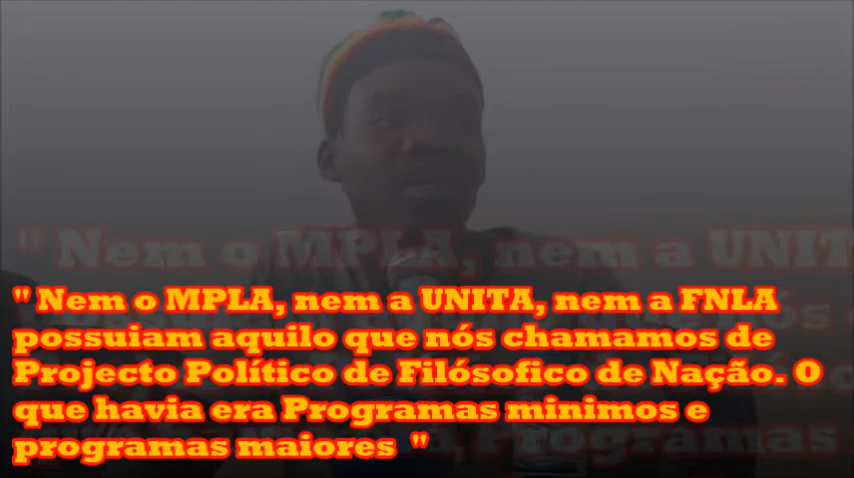 " Nem o MPLA, nem a UNITA, nem a FNLA
possuiam aquilo que nós chamamos de
Projecto Político de Filósofico de Nação. O
que havia era Programas minimos e
programas maiores "